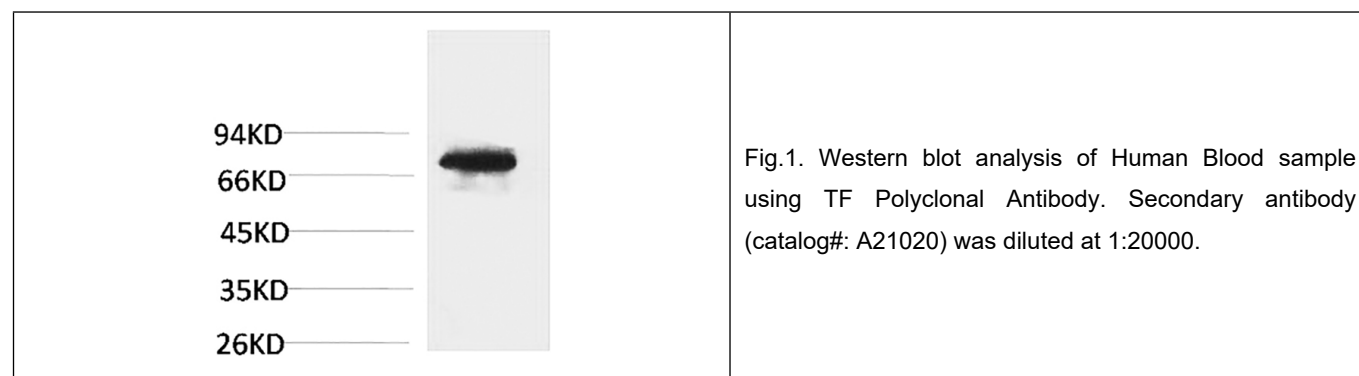 94KD
66KD
45KD
35KD
26KD
Fig.1. Western blot analysis of Human Blood sample
using TF Polyclonal Antibody. Secondary antibody
(catalog#: A21020) was diluted at 1:20000.